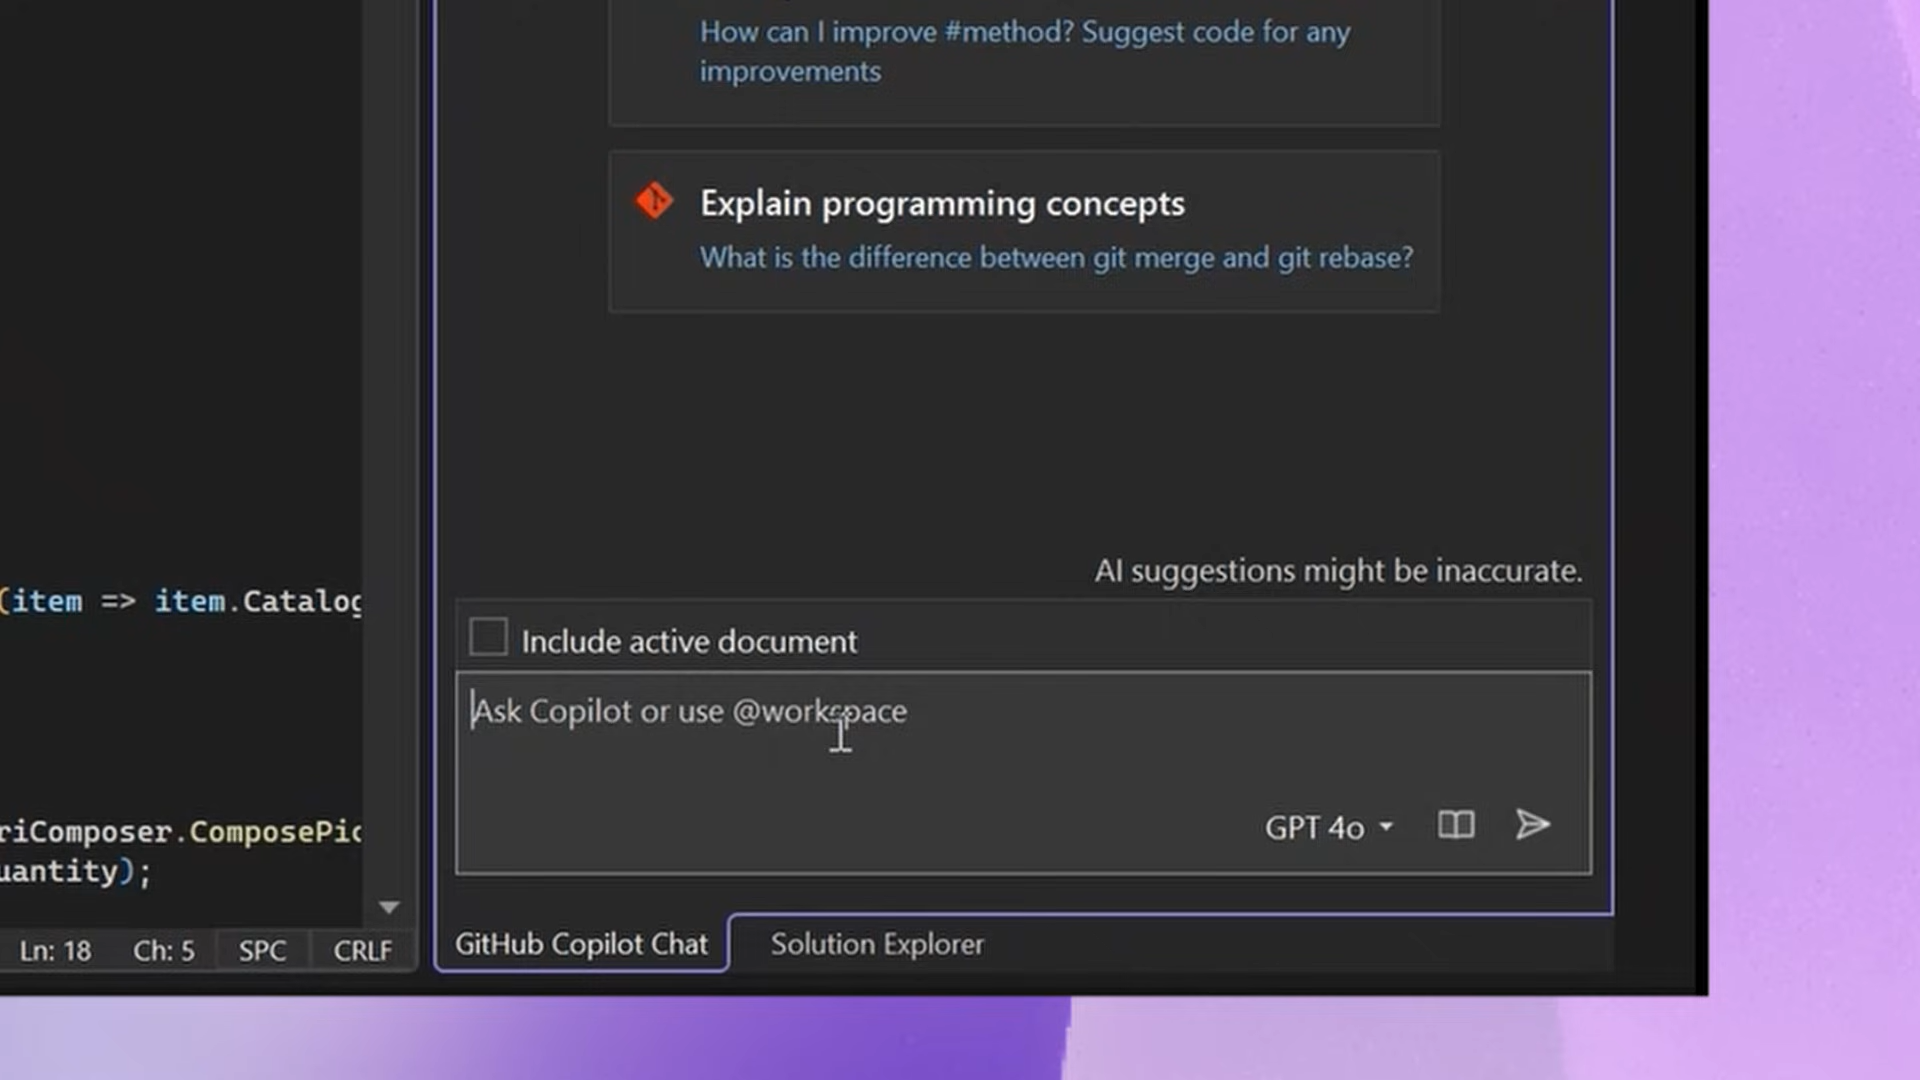 How can I improve #method? Suggest code for any
improvements
Explain programming concepts
What is the difference between git merge and git rebase?
AI suggestions might be inaccurate.
(item => item.Catalog
Include active document
Ask Copilot or use @workspace
GPT 4o
riComposer.ComposePic
uantity);
Ln: 18 Ch: 5 SPC CRLF
GitHub Copilot Chat Solution Explorer